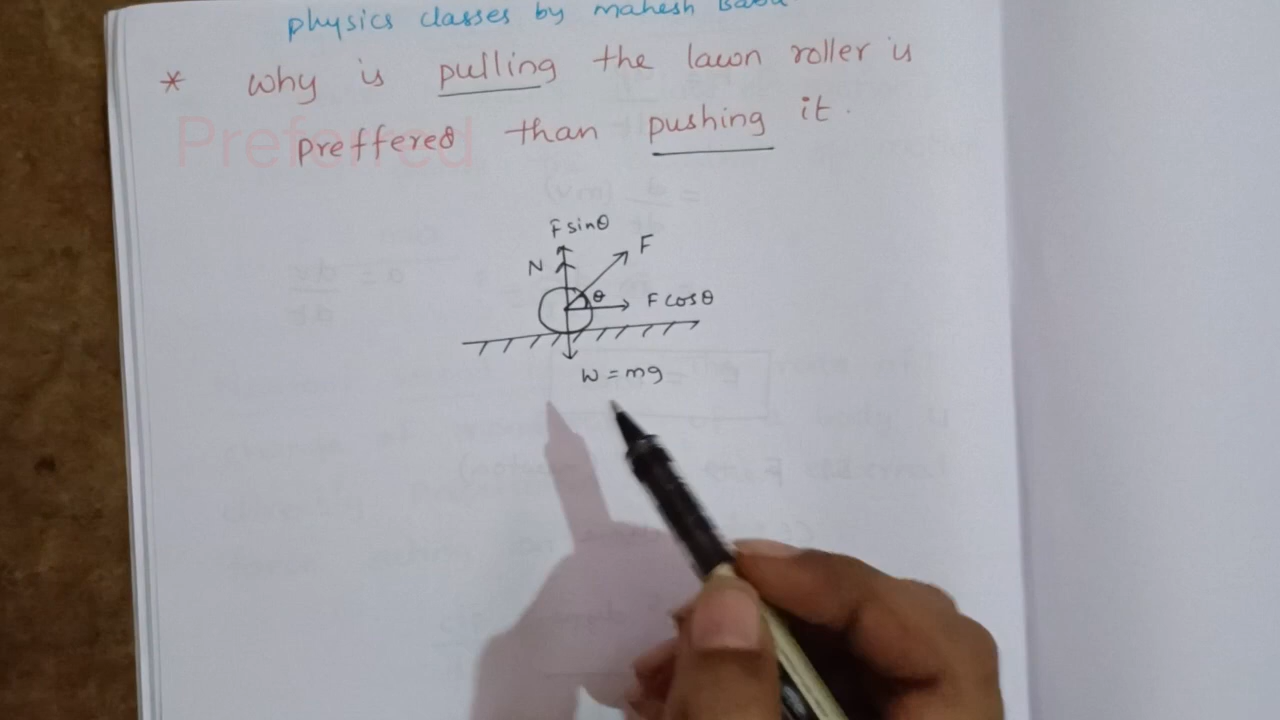 physics classes by mahesh Babu
* why is pulling the lawn roller is
Preferred
preffered than pushing it.
F sinθ
F
N
θ
F cosθ
W = mg